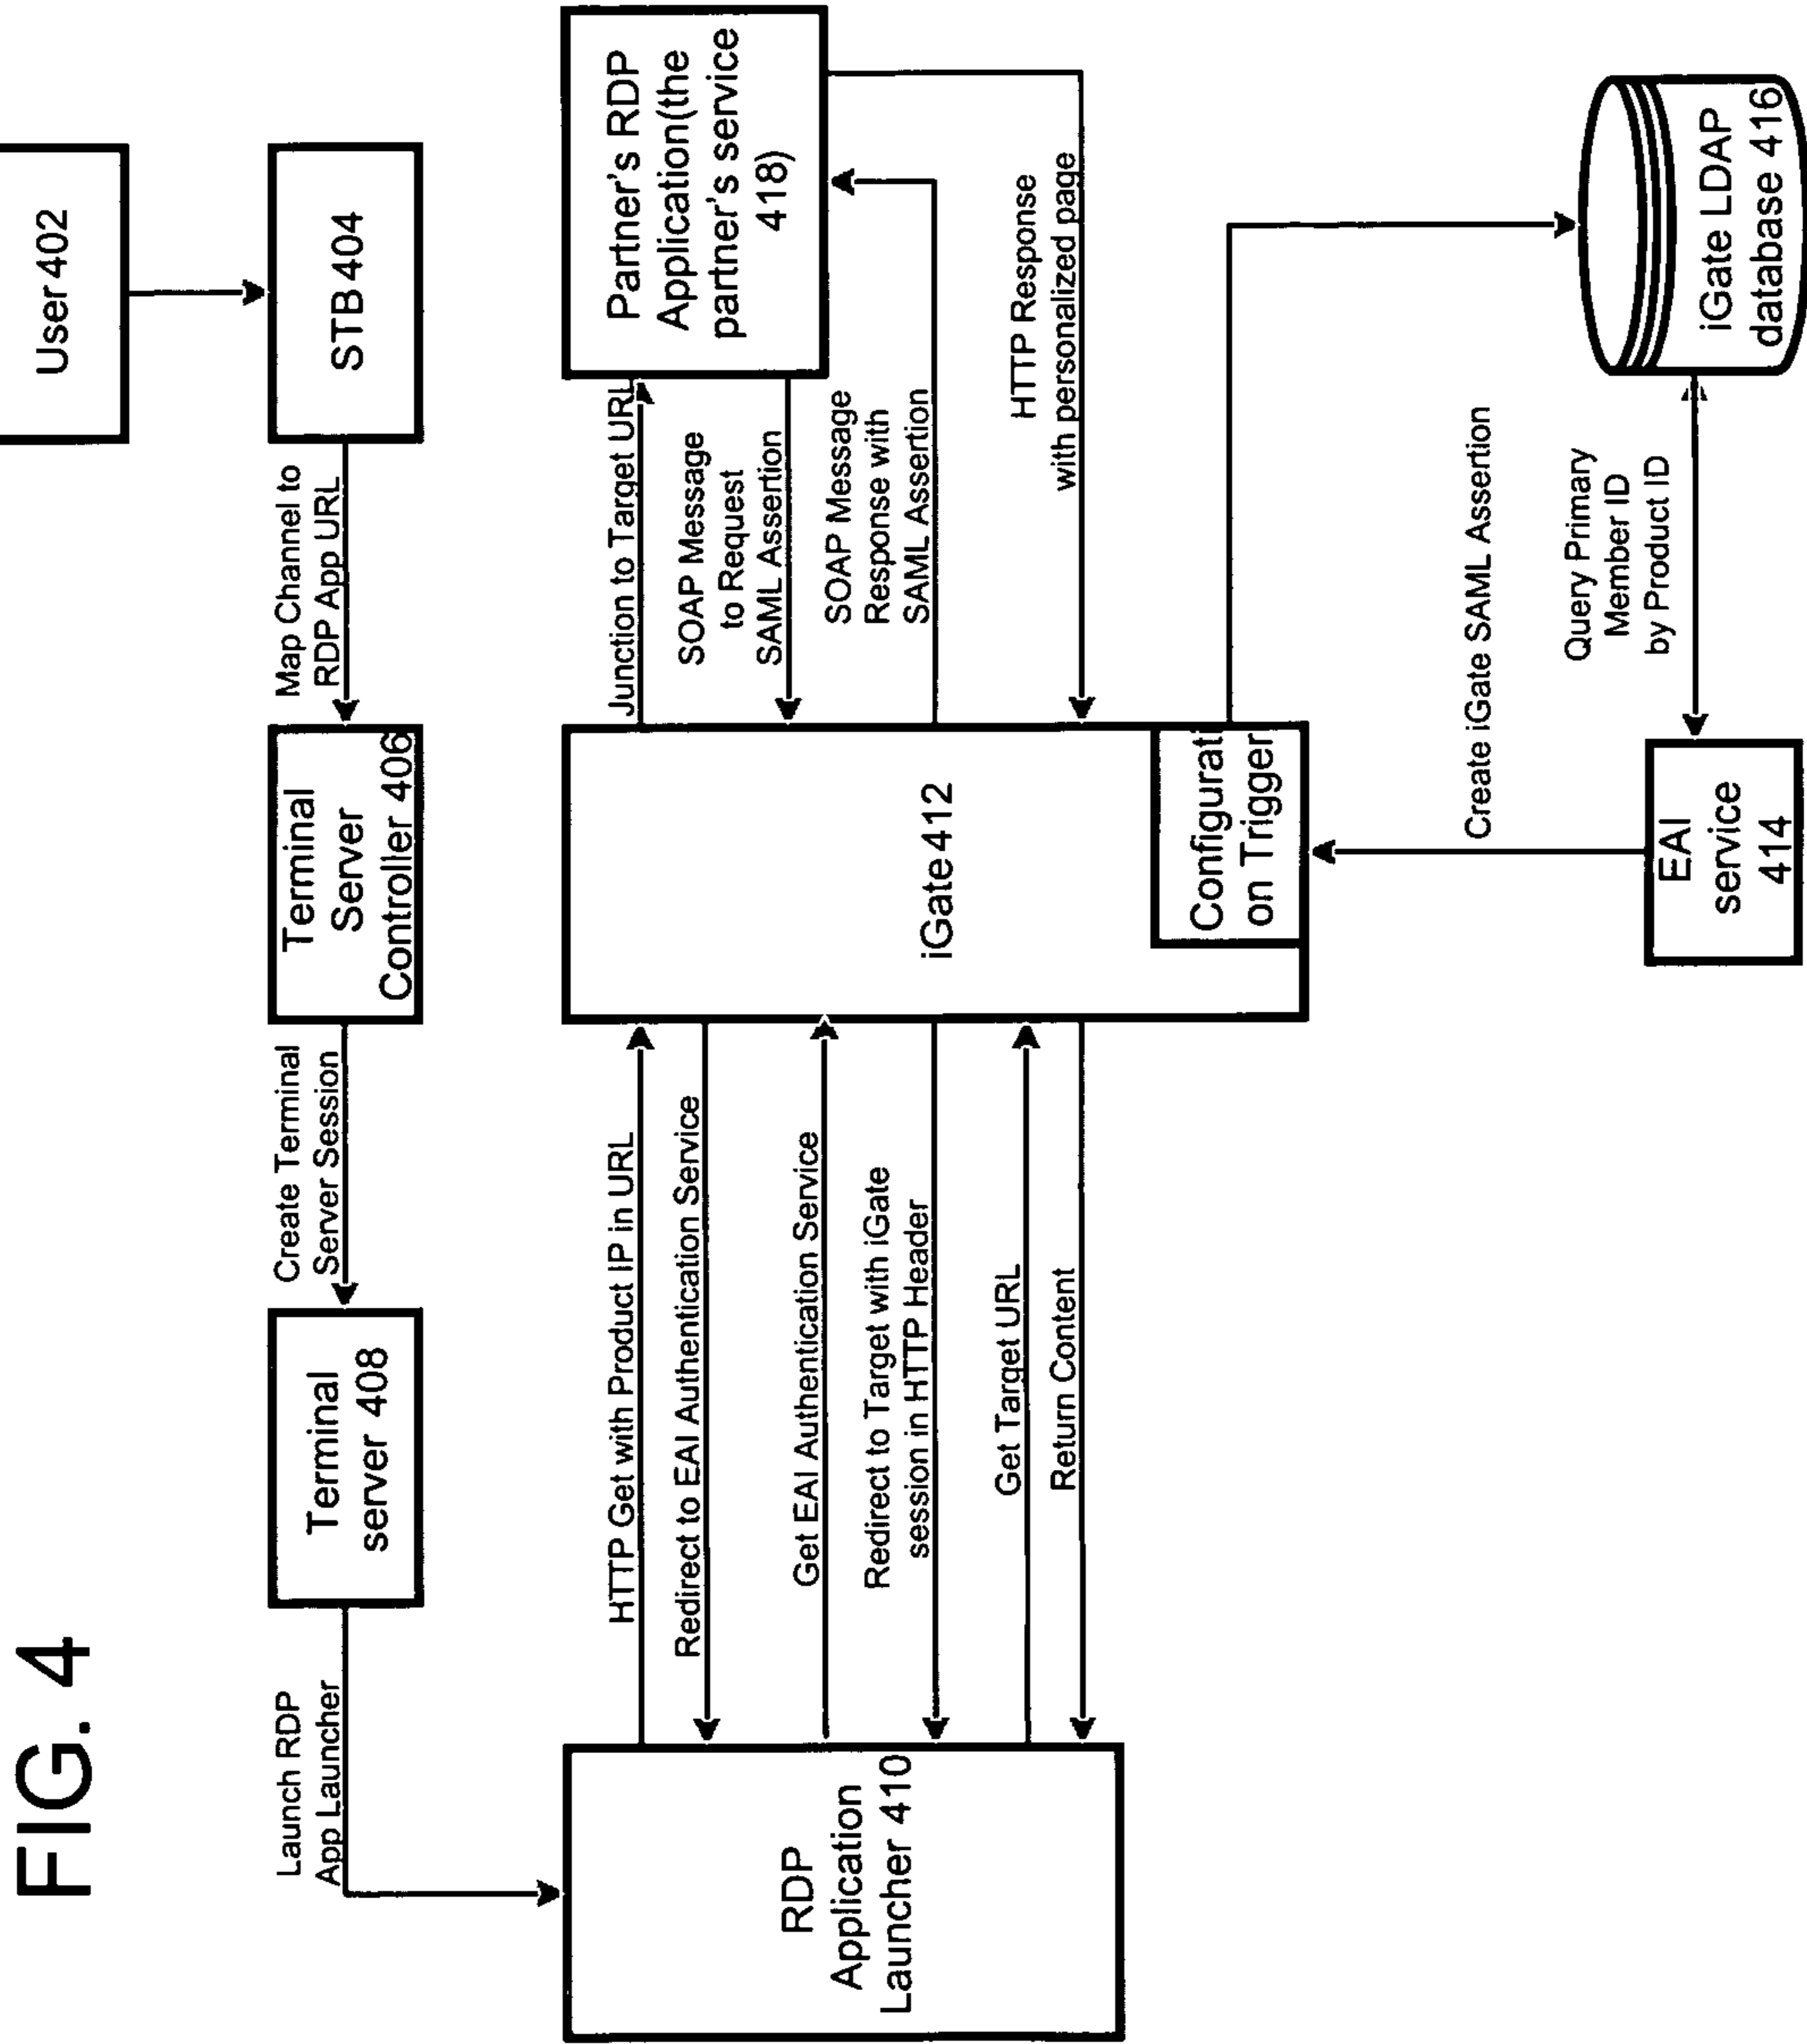 FIG. 4
User 402
STB 404
Map Channel to
RDP App URL
Terminal
Server
Controller 406
Create Terminal
Server Session
Terminal
server 408
Launch RDP
App Launcher
RDP
Application
Launcher 410
HTTP Get with Product IP in URL
Redirect to EAI Authentication Service
Get EAI Authentication Service
Redirect to Target with iGate
session in HTTP Header
Get Target URL
Return Content
iGate 412
Configurati
on Trigger
Junction to Target URL
SOAP Message
to Request
SAML Assertion
SOAP Message
Response with
SAML Assertion
HTTP Response
with personalized page
Partner's RDP
Application(the
partner's service
418)
Create iGate SAML Assertion
EAI
service
414
Query Primary
Member ID
by Product ID
iGate LDAP
database 416